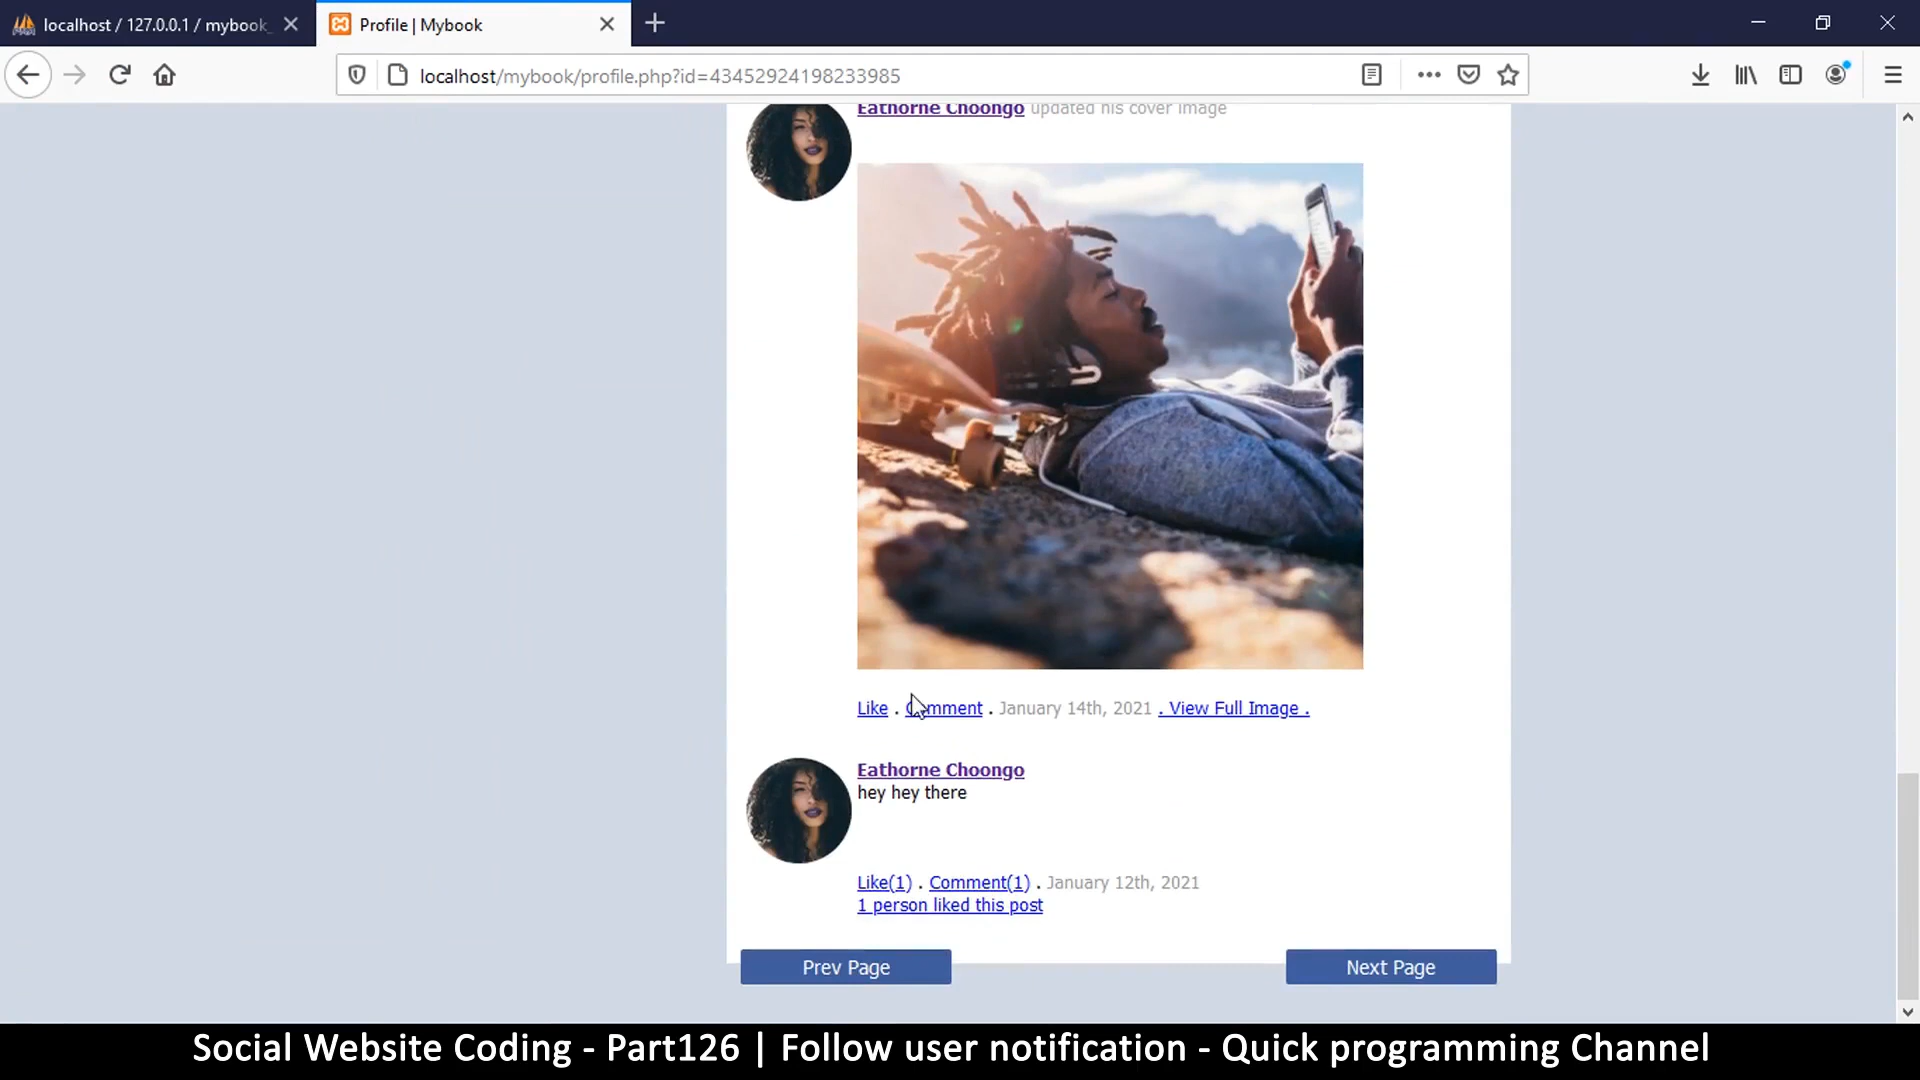 localhost / 127.0.0.1 / mybook_
Profile | Mybook
localhost/mybook/profile.php?id=43452924198233985
Eathorne Choongo updated his cover image
Like . Comment . January 14th, 2021 . View Full Image .
Eathorne Choongo
hey hey there
Like(1) . Comment(1) . January 12th, 2021
1 person liked this post
Prev Page
Next Page
Social Website Coding - Part126 | Follow user notification - Quick programming Channel